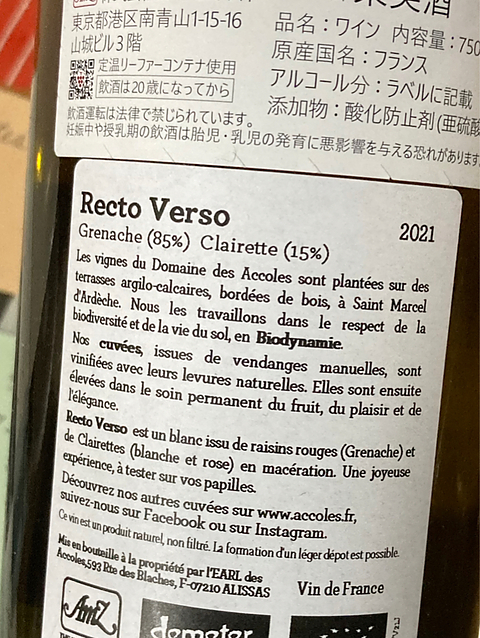 東京都港区南青山1-15-16
山城ビル3階
定温リーファーコンテナ使用
飲酒は20歳になってから
飲酒運転は法律で禁じられています。
妊娠中や授乳期の飲酒は胎児・乳児の発育に悪影響を与える恐れがあります
品名：ワイン 内容量：750
原産国名：フランス
アルコール分：ラベルに記載
添加物：酸化防止剤(亜硫酸
Recto Verso
2021
Grenache (85%) Clairette (15%)
Les vignes du Domaine des Accoles sont plantées sur des
terrasses argilo-calcaires, bordées de bois, à Saint Marcel
d'Ardèche. Nous les travaillons dans le respect de la
biodiversité et de la vie du sol, en Biodynamie.
Nos cuvées, issues de vendanges manuelles, sont
vinifiées avec leurs levures naturelles. Elles sont ensuite
élevées dans le soin permanent du fruit, du plaisir et de
l'élégance.
Recto Verso est un blanc issu de raisins rouges (Grenache) et
de Clairettes (blanche et rose) en macération. Une joyeuse
expérience, à tester sur vos papilles.
Découvrez nos autres cuvées sur www.accoles.fr,
suivez-nous sur Facebook ou sur Instagram.
Ce vin est un produit naturel, non filtré. La formation d'un léger dépot est possible.
Mis en bouteille à la propriété par l'EARL des
Accoles,593 Rte des Blaches, F-07210 ALISSAS
Vin de France
demeter